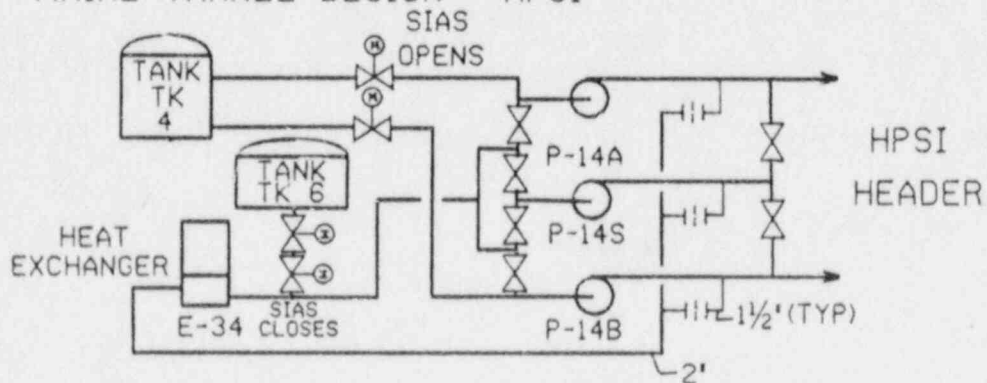 HPSI
SIAS
OPENS
TANK
TK
4
M
M
TANK
TK 6
P-14A
HPSI
HEADER
P-14S
HEAT
EXCHANGER
E-34
SIAS
CLOSES
P-14B
1½" (TYP)
2"